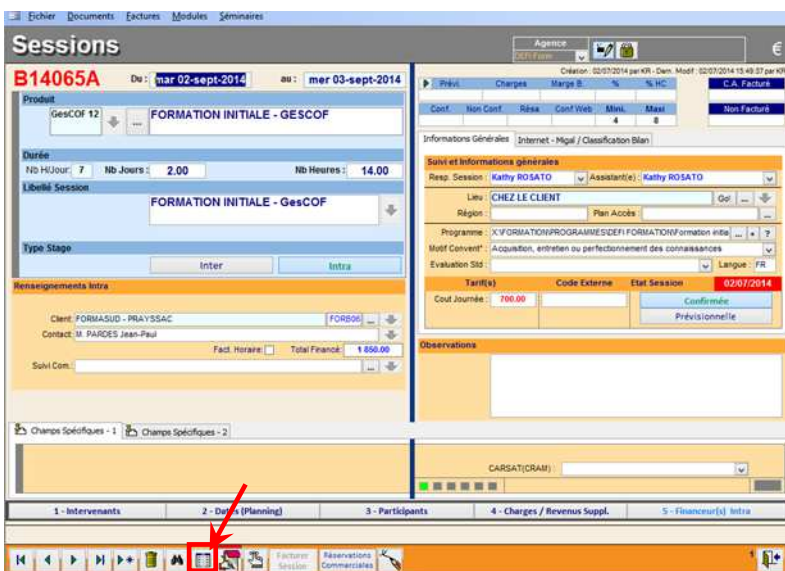 Fichier Documents Factures Modules Séminaires
Sessions
Agence
€
B14065A Du : mar 02-sept-2014 au : mer 03-sept-2014
Création : 02/07/2014 par KR - Dern. Modif : 02/07/2014 15:49:37 par KR
Prévi. Charges Marge B. % % HC C.A. Facturé
Produit
GesCOF 12 ... FORMATION INITIALE - GESCOF
Conf. Non Conf. Résa Conf Web Mini. Maxi Non Facturé
4 8
Informations Générales Internet - Migal / Classification Bilan
Durée
Nb H/Jour: 7 Nb Jours : 2.00 Nb Heures : 14.00
Suivi et Informations générales
Resp. Session : Kathy ROSATO Assistant(e) : Kathy ROSATO
Libellé Session
FORMATION INITIALE - GesCOF
Lieu : CHEZ LE CLIENT Go! ...
Région : Plan Accès : ...
Programme : X:\FORMATION\PROGRAMMES\DEFI FORMATION\Formation initia ... + ?
Motif Convent° : Acquisition, entretien ou perfectionnement des connaissances
Type Stage
Inter Intra
Evaluation Std : Langue : FR
Tarif(s) Code Externe Etat Session 02/07/2014
Cout Journée : 700.00 Confirmée
Prévisionnelle
Renseignements Intra
Client: FORMASUD - PRAYSSAC FORB06 ...
Contact: M. PARDES Jean-Paul
Fact. Horaire: Total Financé: 1 850.00
Suivi Com.: ...
Observations
Champs Spécifiques - 1 Champs Spécifiques - 2
CARSAT(CRAM) :
1 - Intervenants 2 - Dates (Planning) 3 - Participants 4 - Charges / Revenus Suppl. 5 - Financeur(s) Intra
Facturer Session
Réservations Commerciales
1